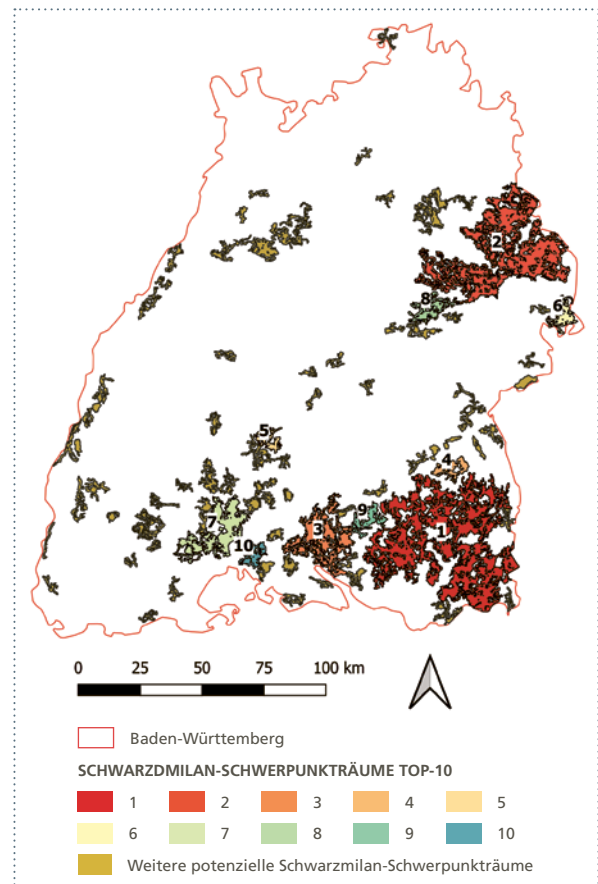 2
8
6
5
4
9
7
3
1
10
0 25 50 75 100 km
Baden-Württemberg
SCHWARZDMILAN-SCHWERPUNKTRÄUME TOP-10
1 2 3 4 5
6 7 8 9 10
Weitere potenzielle Schwarzmilan-Schwerpunkträume